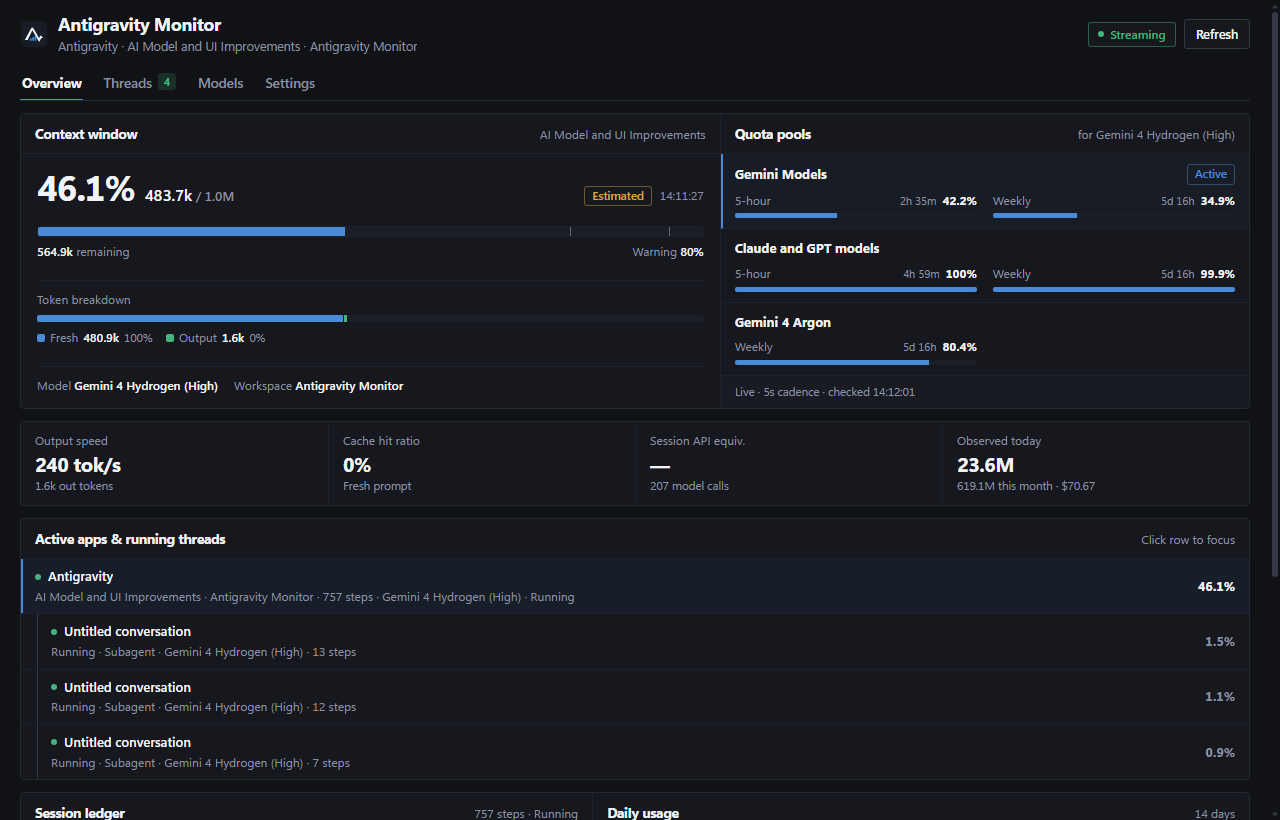 Antigravity Monitor
Antigravity · AI Model and UI Improvements · Antigravity Monitor
Streaming
Refresh
Overview
Threads 4
Models
Settings
Context window
AI Model and UI Improvements
46.1% 483.7k / 1.0M
Estimated 14:11:27
564.9k remaining
Warning 80%
Token breakdown
Fresh 480.9k 100% Output 1.6k 0%
Model Gemini 4 Hydrogen (High) Workspace Antigravity Monitor
Quota pools
for Gemini 4 Hydrogen (High)
Gemini Models
Active
5-hour 2h 35m 42.2%
Weekly 5d 16h 34.9%
Claude and GPT models
5-hour 4h 59m 100%
Weekly 5d 16h 99.9%
Gemini 4 Argon
Weekly 5d 16h 80.4%
Live · 5s cadence · checked 14:12:01
Output speed
240 tok/s
1.6k out tokens
Cache hit ratio
0%
Fresh prompt
Session API equiv.
—
207 model calls
Observed today
23.6M
619.1M this month · $70.67
Active apps & running threads
Click row to focus
Antigravity
AI Model and UI Improvements · Antigravity Monitor · 757 steps · Gemini 4 Hydrogen (High) · Running
46.1%
Untitled conversation
Running · Subagent · Gemini 4 Hydrogen (High) · 13 steps
1.5%
Untitled conversation
Running · Subagent · Gemini 4 Hydrogen (High) · 12 steps
1.1%
Untitled conversation
Running · Subagent · Gemini 4 Hydrogen (High) · 7 steps
0.9%
Session ledger
757 steps · Running
Daily usage
14 days